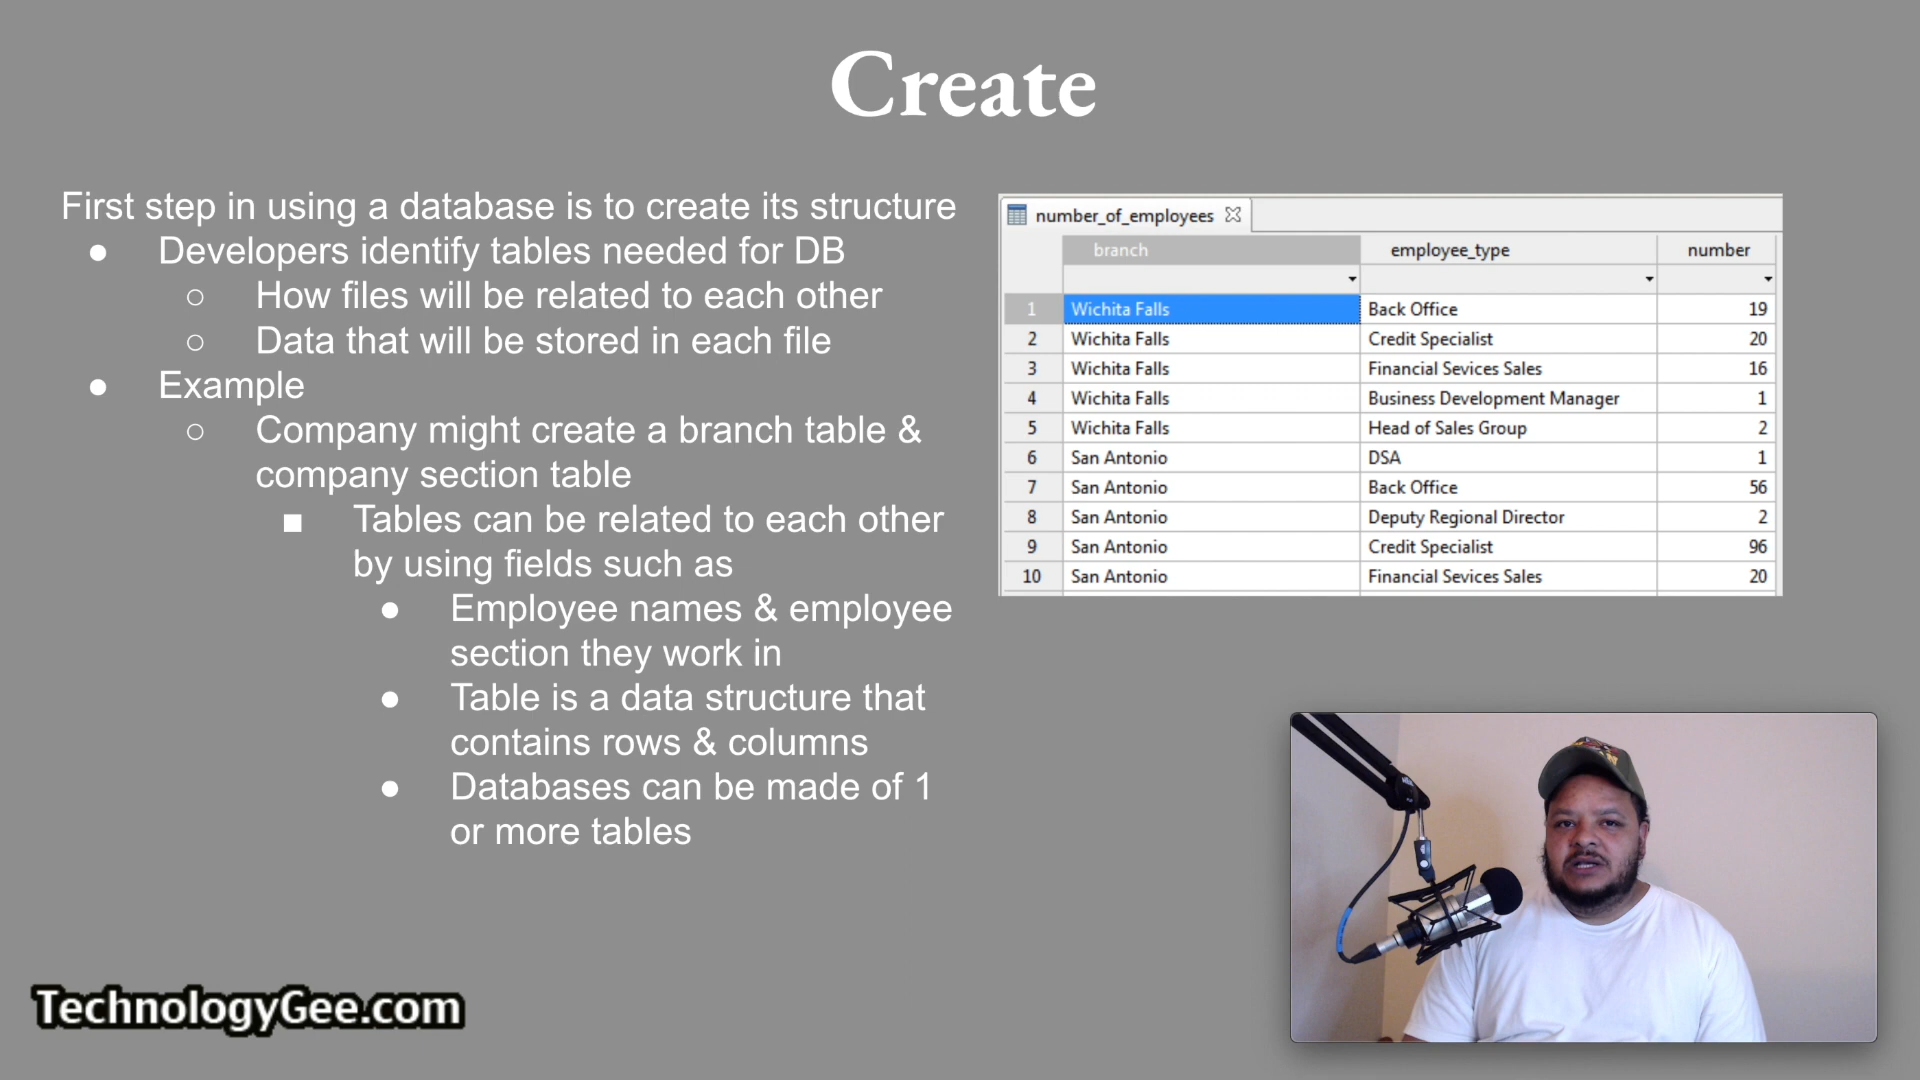 Create
First step in using a database is to create its structure
● Developers identify tables needed for DB
○ How files will be related to each other
○ Data that will be stored in each file
● Example
○ Company might create a branch table &
company section table
■ Tables can be related to each other
by using fields such as
● Employee names & employee
section they work in
● Table is a data structure that
contains rows & columns
● Databases can be made of 1
or more tables
number_of_employees
branch employee_type number
1 Wichita Falls Back Office 19
2 Wichita Falls Credit Specialist 20
3 Wichita Falls Financial Sevices Sales 16
4 Wichita Falls Business Development Manager 1
5 Wichita Falls Head of Sales Group 2
6 San Antonio DSA 1
7 San Antonio Back Office 56
8 San Antonio Deputy Regional Director 2
9 San Antonio Credit Specialist 96
10 San Antonio Financial Sevices Sales 20
TechnologyGee.com